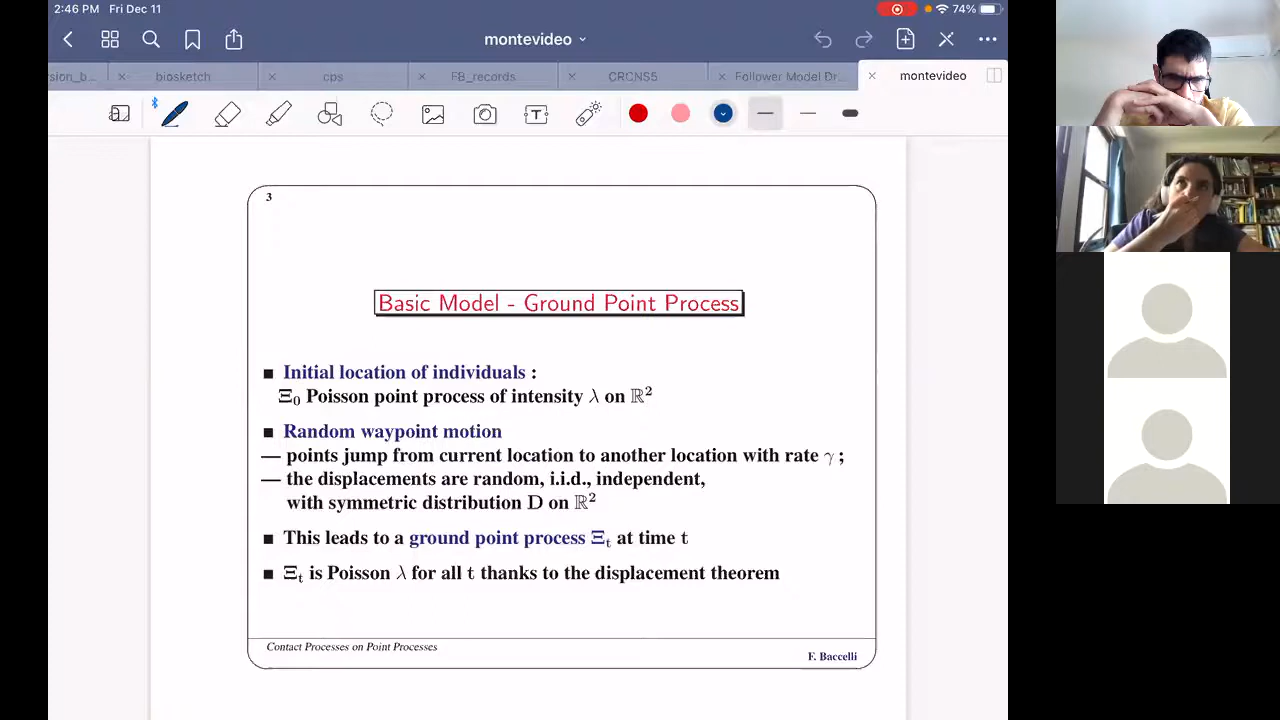 2:46 PM Fri Dec 11
74%
montevideo
sion_b...
biosketch
cps
FB_records
CRCNS5
Follower Model Dr...
montevideo
3
Basic Model - Ground Point Process
■ Initial location of individuals :
Ξ₀ Poisson point process of intensity λ on ℝ²
■ Random waypoint motion
— points jump from current location to another location with rate γ ;
— the displacements are random, i.i.d., independent,
with symmetric distribution D on ℝ²
■ This leads to a ground point process Ξₜ at time t
■ Ξₜ is Poisson λ for all t thanks to the displacement theorem
Contact Processes on Point Processes
F. Baccelli